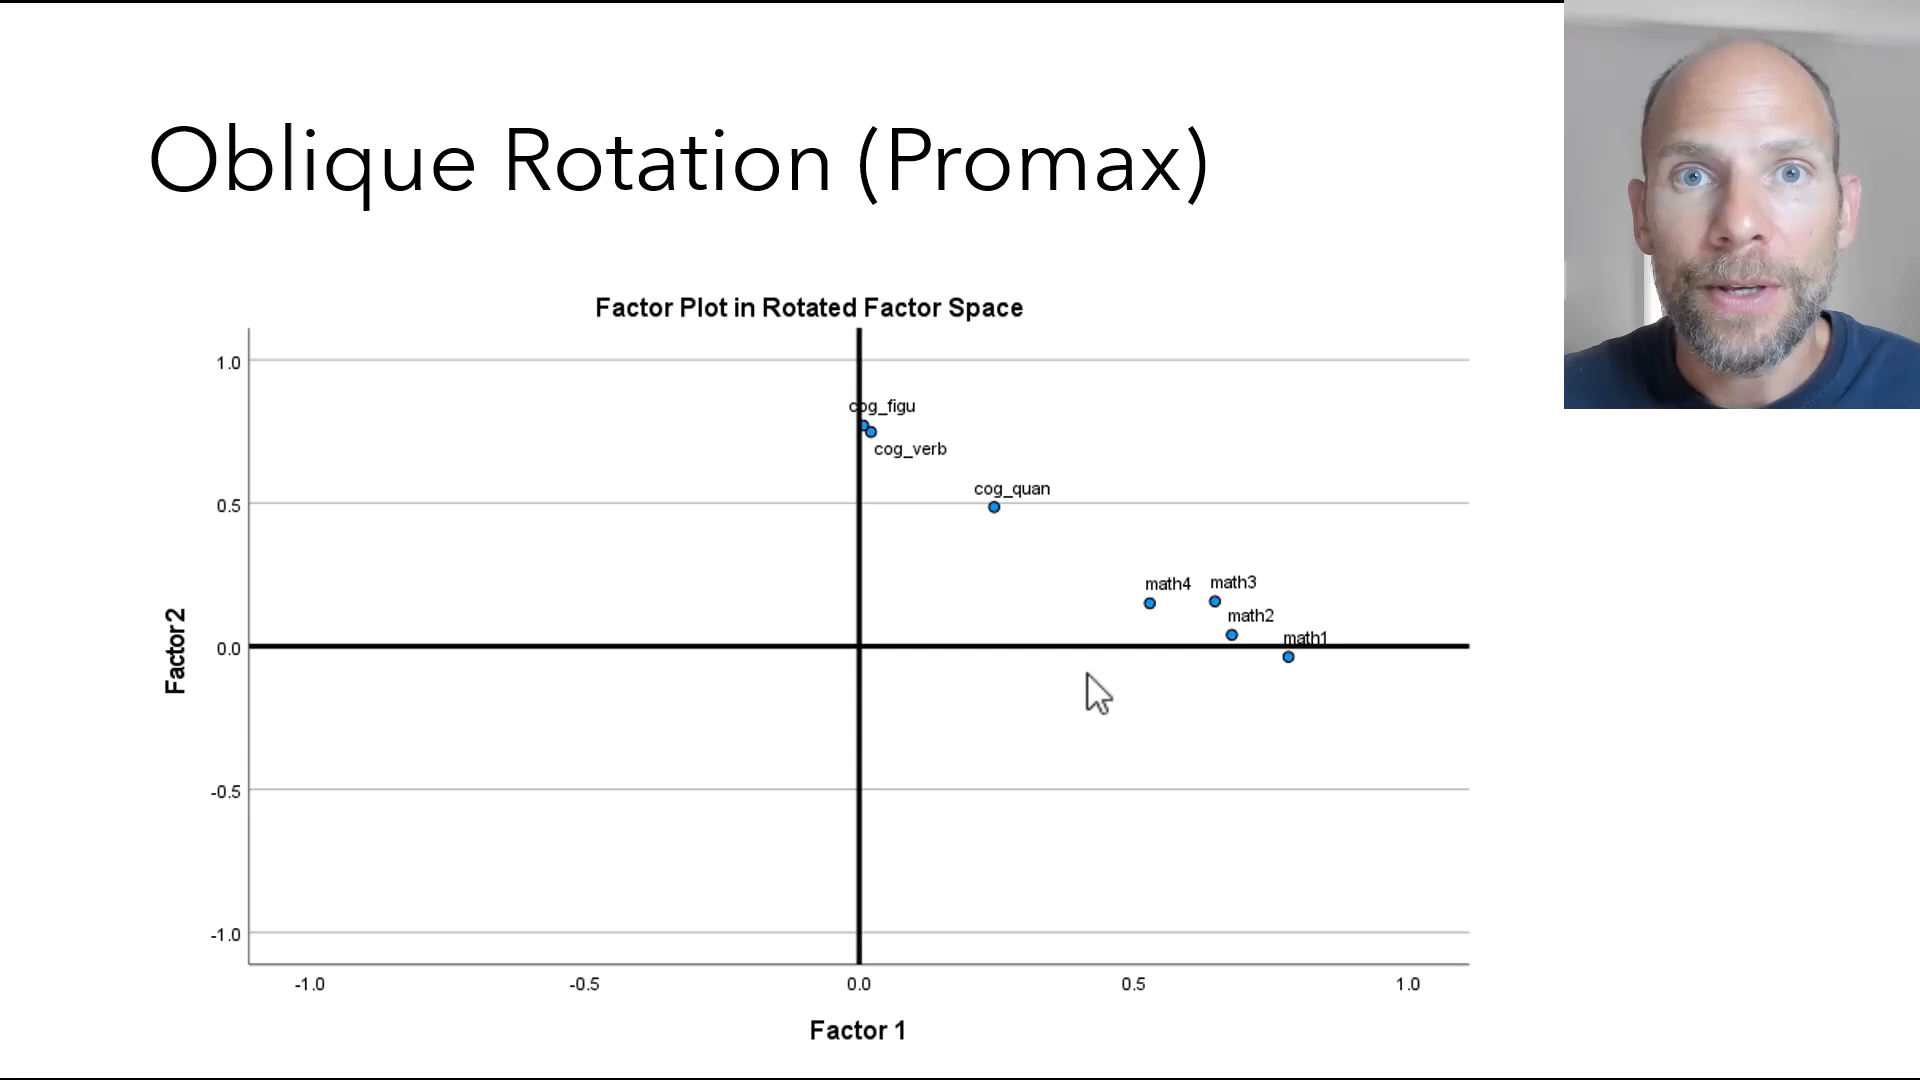 Oblique Rotation (Promax)
Factor Plot in Rotated Factor Space
1.0
cog_figu
cog_verb
cog_quan
0.5
math4
math3
math2
math1
0.0
Factor 2
-0.5
-1.0
-1.0 -0.5 0.0 0.5 1.0
Factor 1